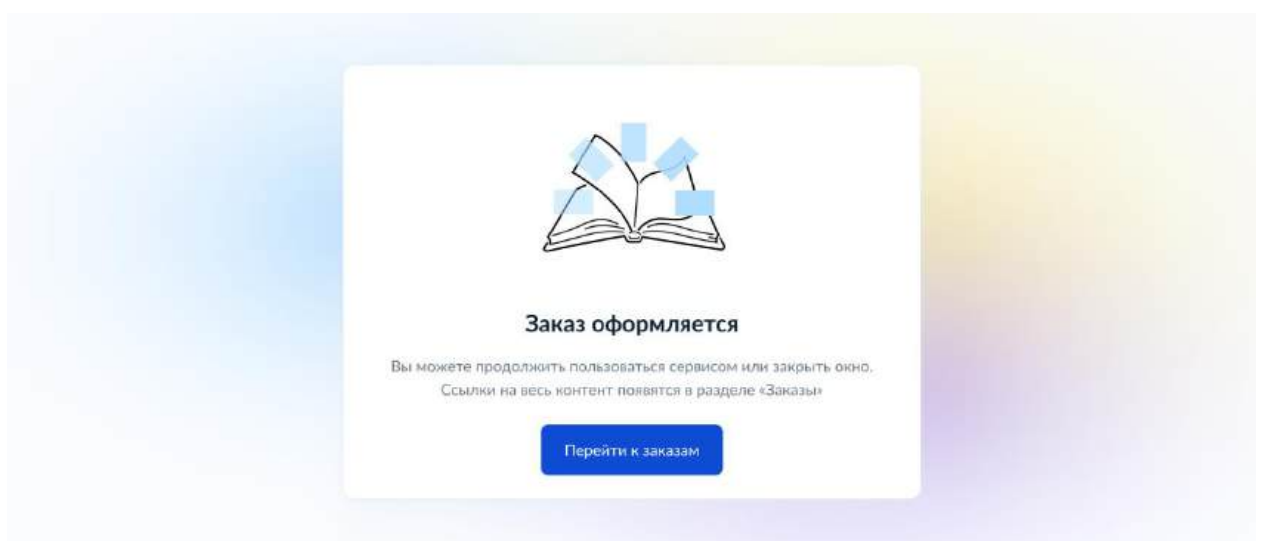 Заказ оформляется
Вы можете продолжить пользоваться сервисом или закрыть окно.
Ссылки на весь контент появятся в разделе «Заказы»
Перейти к заказам